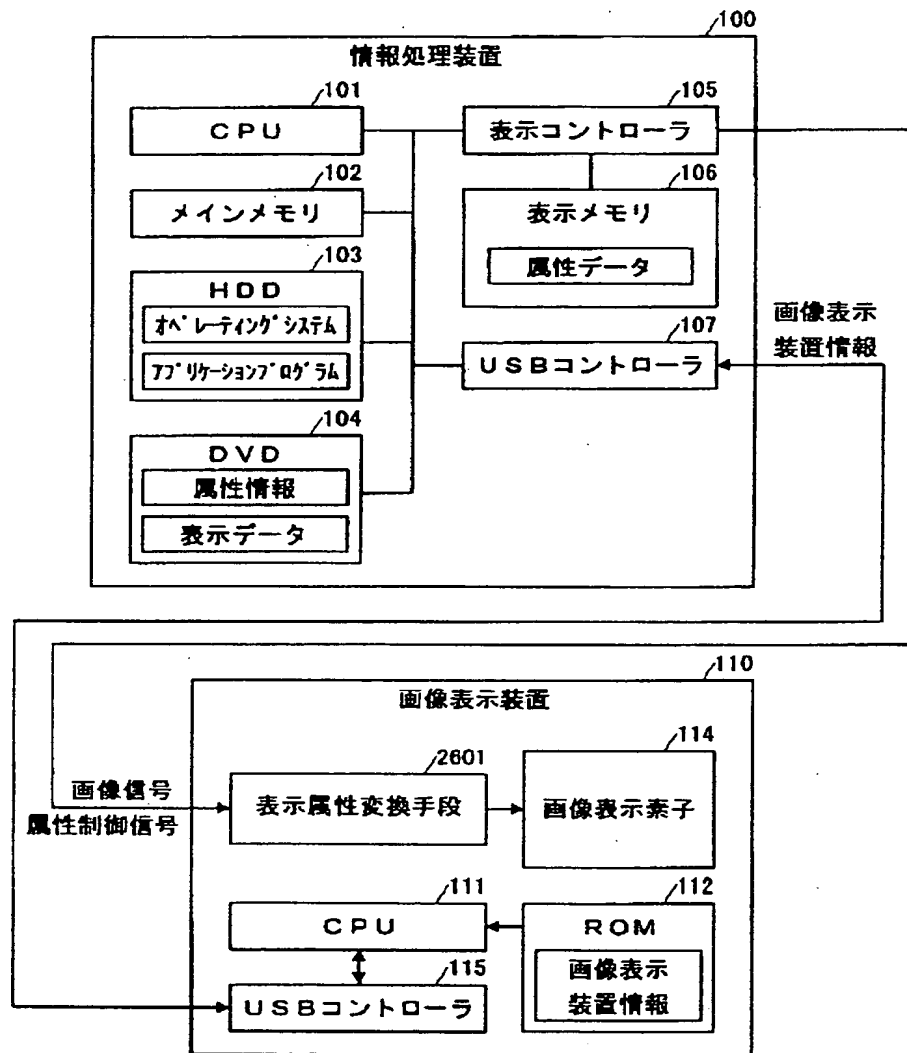 100
情報処理装置
101
CPU
102
メインメモリ
103
HDD
オペレーティングシステム
アプリケーションプログラム
104
DVD
属性情報
表示データ
105
表示コントローラ
106
表示メモリ
属性データ
107
USBコントローラ
画像表示
装置情報
110
画像表示装置
画像信号
属性制御信号
2601
表示属性変換手段
114
画像表示素子
111
CPU
115
USBコントローラ
112
ROM
画像表示
装置情報